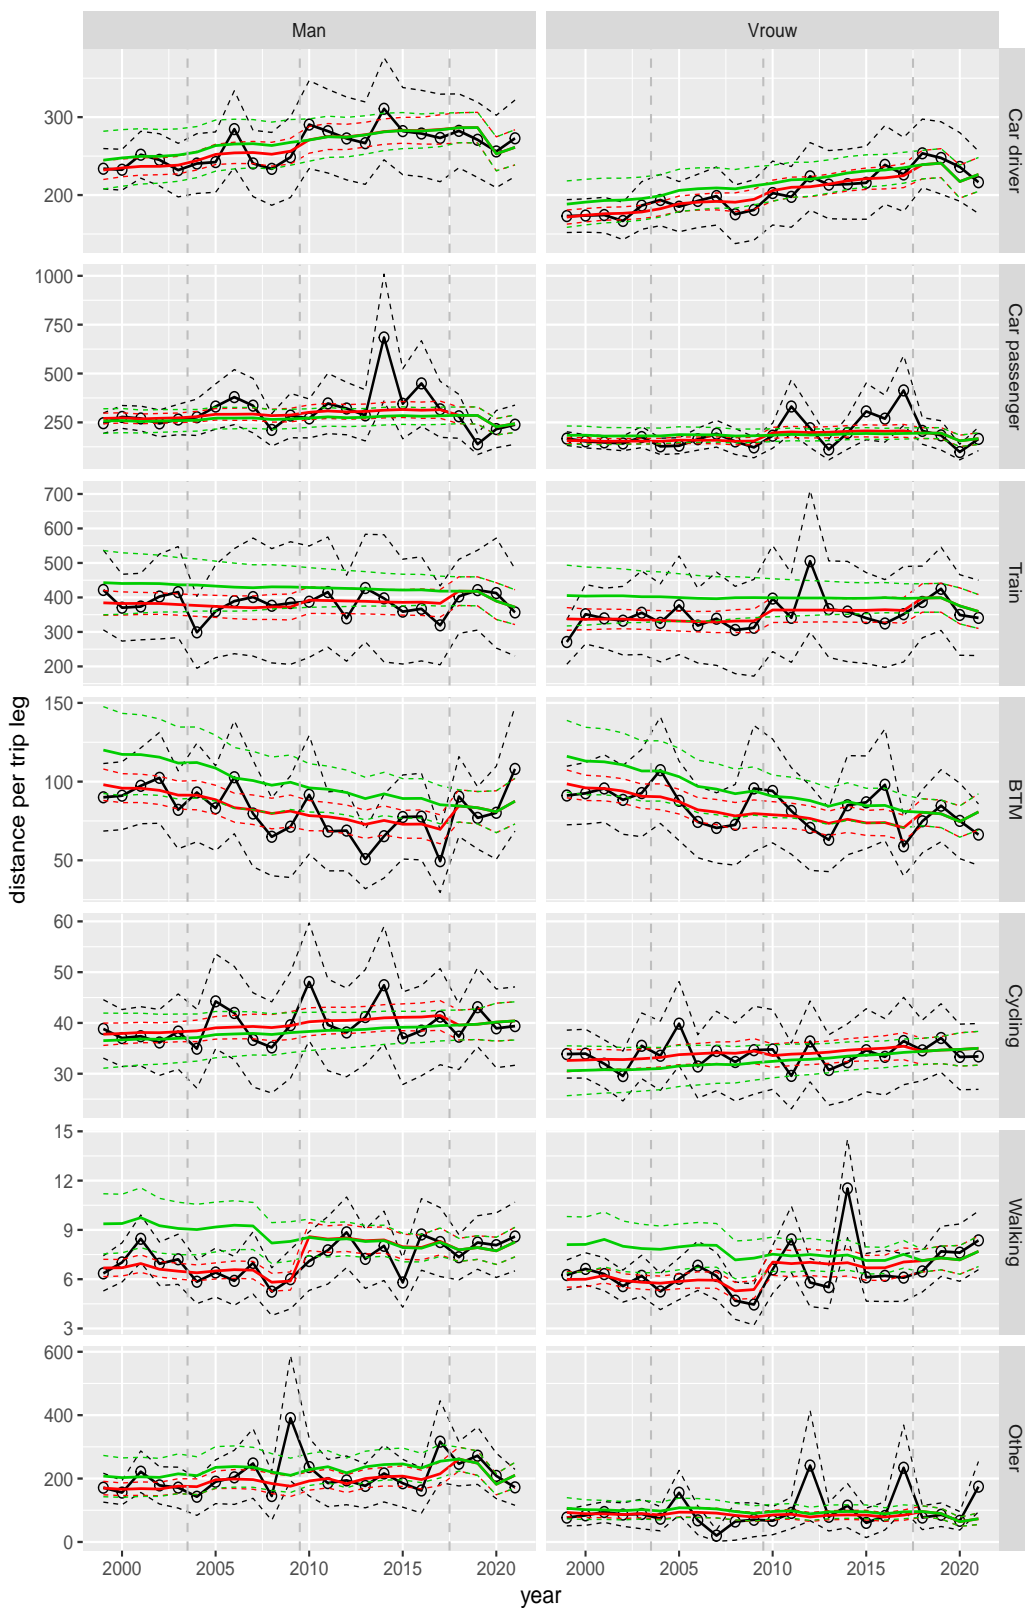 Man Vrouw
300
200
Car driver
1000
750
500
250
Car passenger
700
600
500
400
300
200
Train
150
100
50
BTM
60
50
40
30
Cycling
15
12
9
6
3
Walking
600
400
200
0
Other
2000 2005 2010 2015 2020 2000 2005 2010 2015 2020
year
distance per trip leg